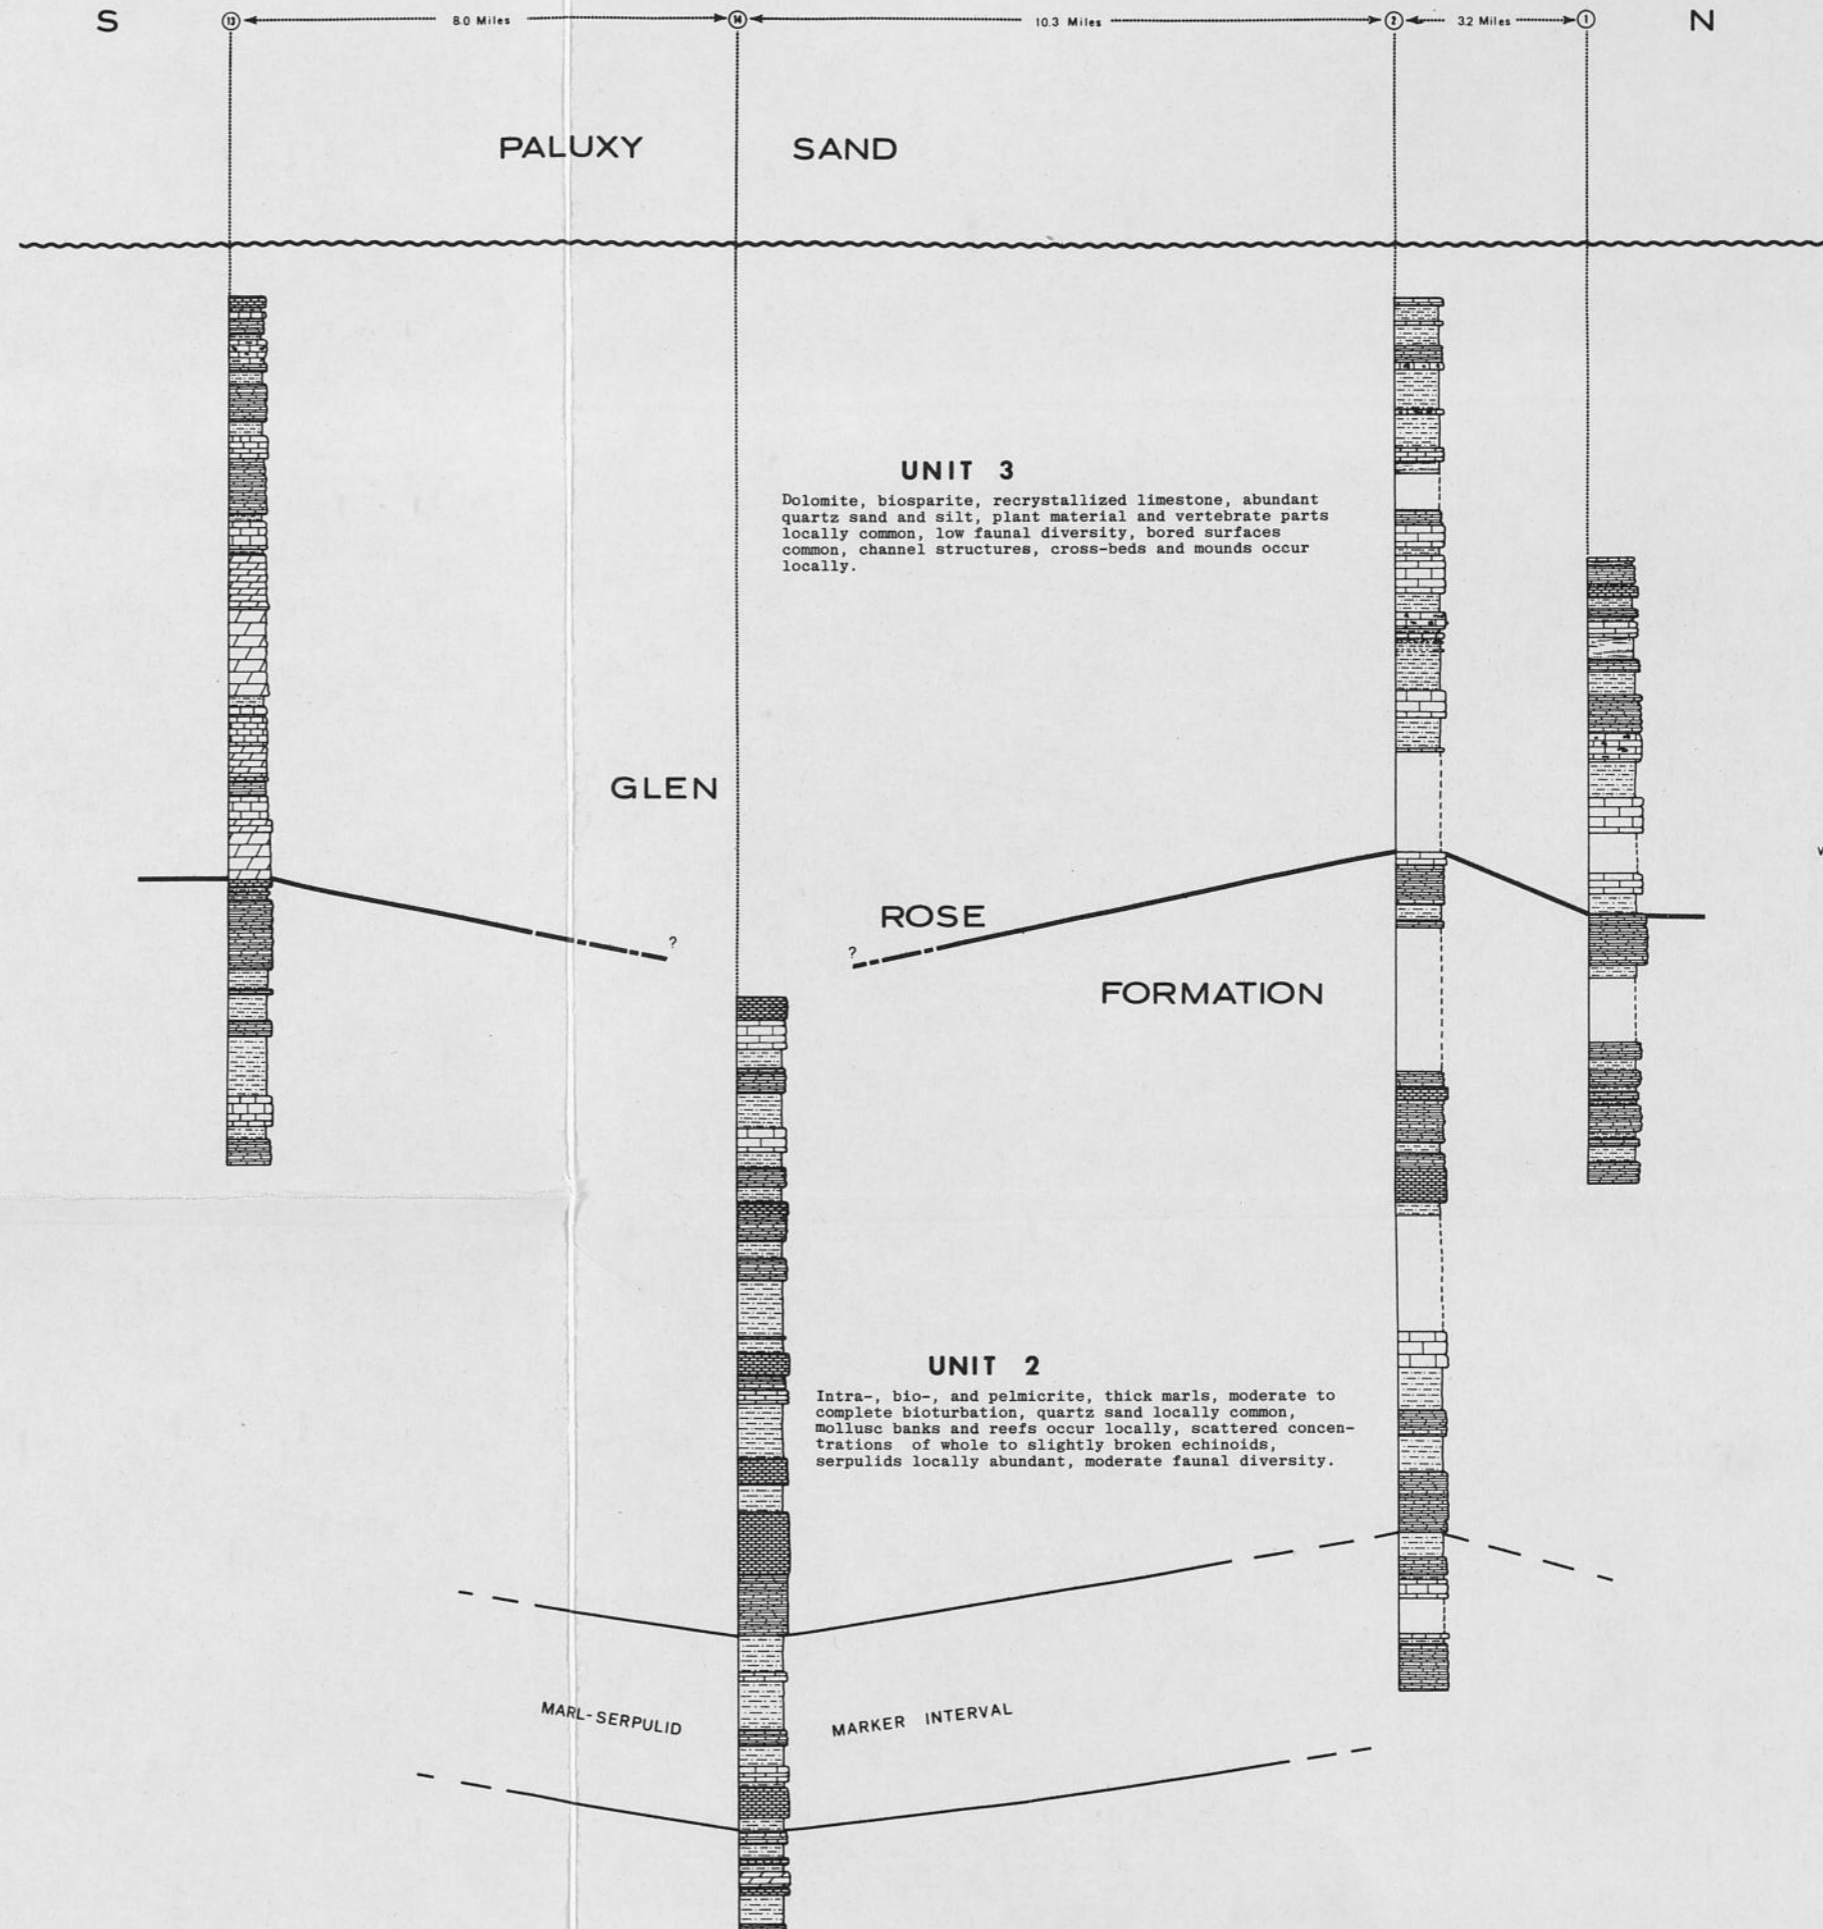 S 13 8.0 Miles 14 10.3 Miles 2 3.2 Miles 1 N
PALUXY SAND
UNIT 3
Dolomite, biosparite, recrystallized limestone, abundant
quartz sand and silt, plant material and vertebrate parts
locally common, low faunal diversity, bored surfaces
common, channel structures, cross-beds and mounds occur
locally.
GLEN
ROSE
?
?
FORMATION
UNIT 2
Intra-, bio-, and pelmicrite, thick marls, moderate to
complete bioturbation, quartz sand locally common,
mollusc banks and reefs occur locally, scattered concen-
trations of whole to slightly broken echinoids,
serpulids locally abundant, moderate faunal diversity.
MARL-SERPULID MARKER INTERVAL